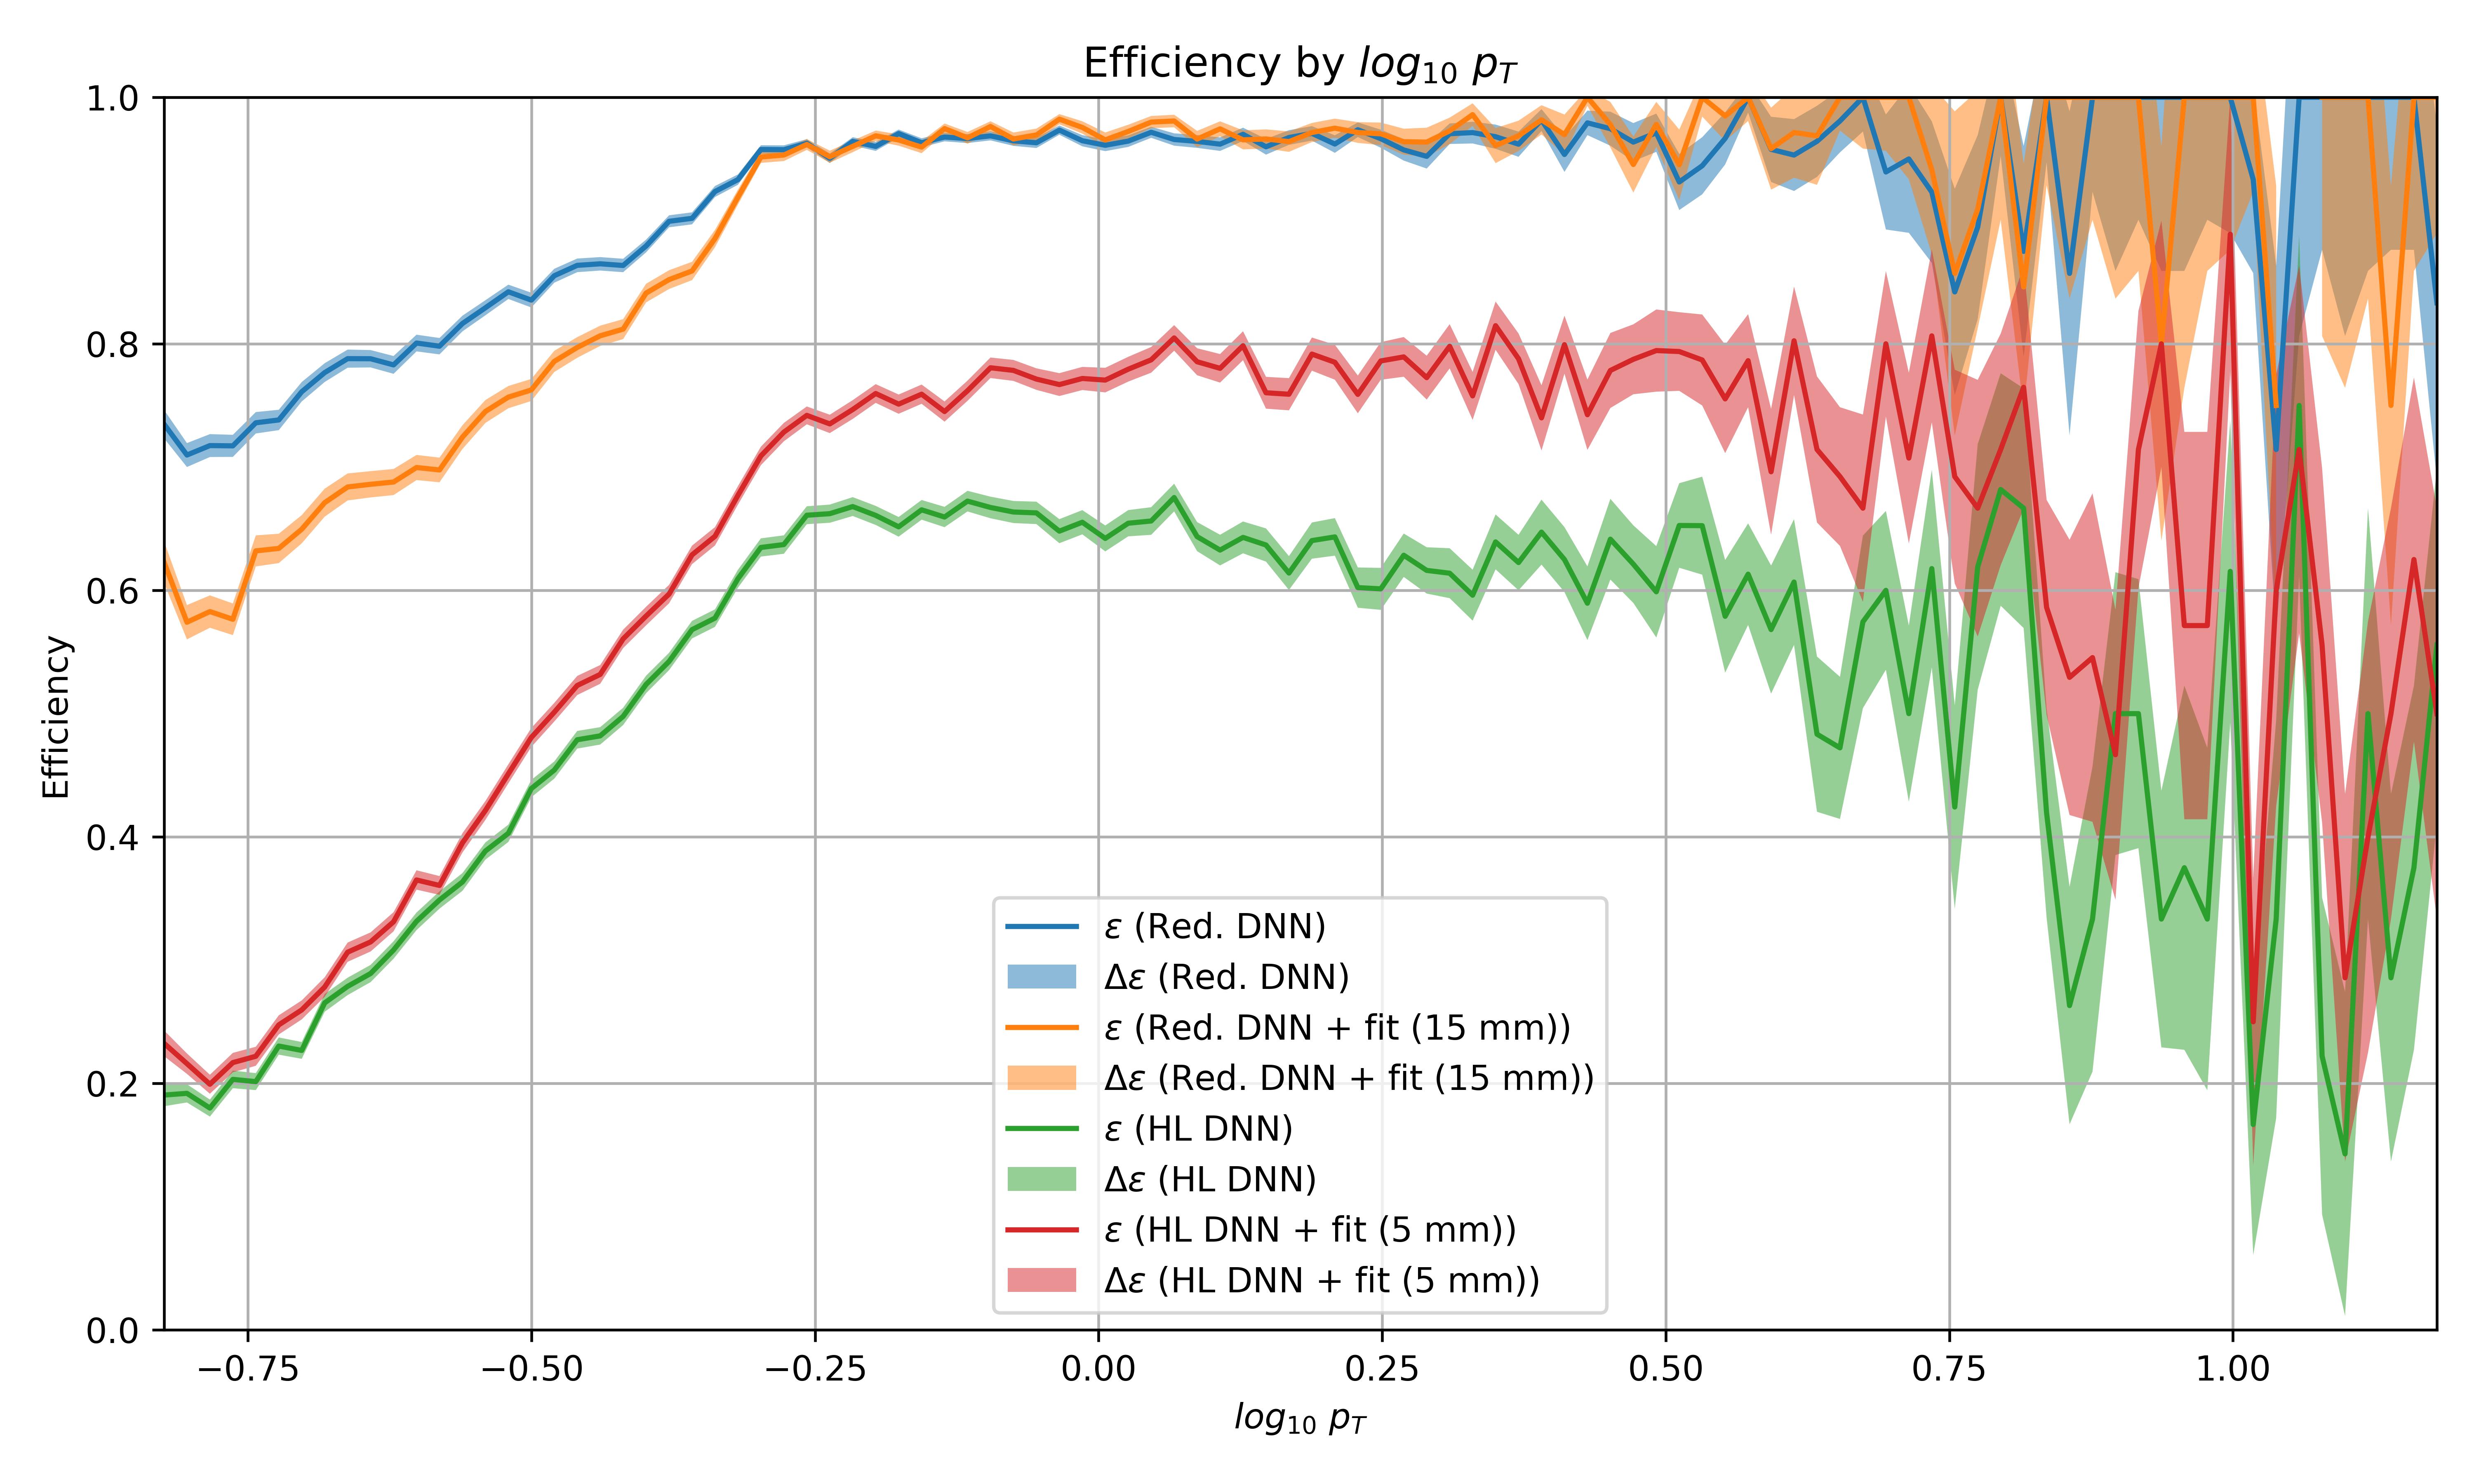 Efficiency by log₁₀ p_T
1.0
0.8
0.6
0.4
0.2
0.0
Efficiency
ε (Red. DNN)
Δε (Red. DNN)
ε (Red. DNN + fit (15 mm))
Δε (Red. DNN + fit (15 mm))
ε (HL DNN)
Δε (HL DNN)
ε (HL DNN + fit (5 mm))
Δε (HL DNN + fit (5 mm))
−0.75 −0.50 −0.25 0.00 0.25 0.50 0.75 1.00
log₁₀ p_T